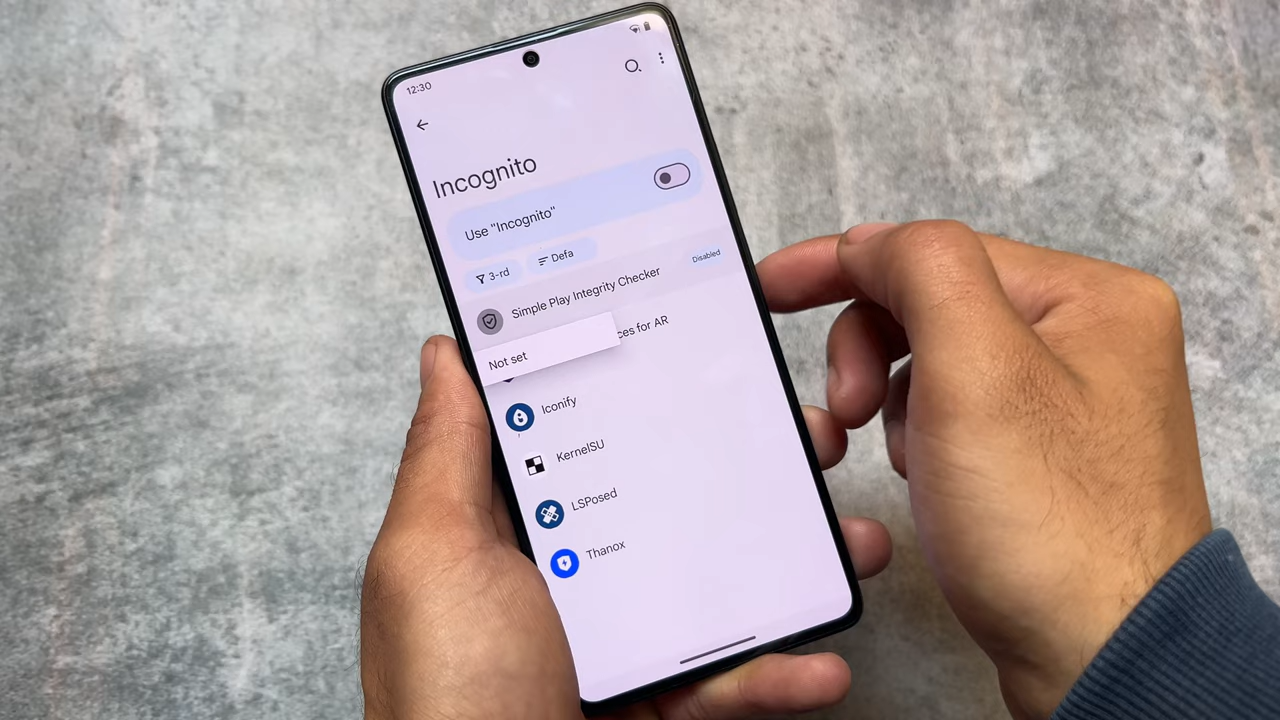 12:30
Incognito
Use "Incognito"
3-rd
Defa
Simple Play Integrity Checker
Disabled
ces for AR
Not set
Iconify
KernelSU
LSPosed
Thanox